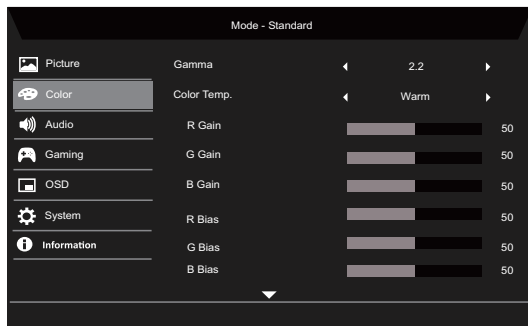 Mode - Standard
Picture
Gamma 2.2
Color
Color Temp. Warm
Audio
R Gain 50
Gaming
G Gain 50
OSD
B Gain 50
System
R Bias 50
Information
G Bias 50
B Bias 50